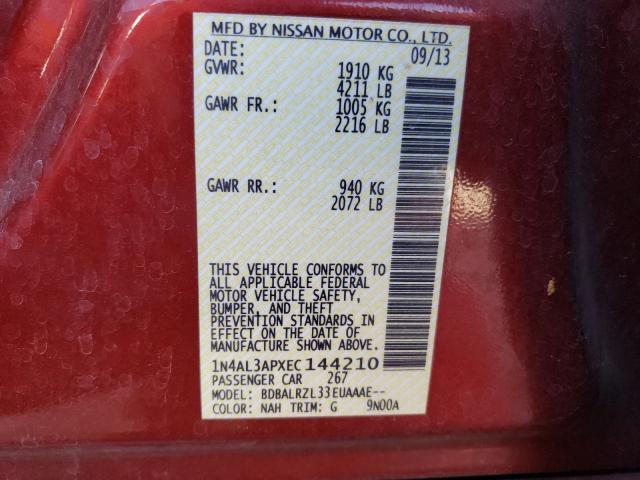 MFD BY NISSAN MOTOR CO., LTD.
DATE: 09/13
GVWR: 1910 KG
4211 LB
GAWR FR.: 1005 KG
2216 LB
GAWR RR.: 940 KG
2072 LB
THIS VEHICLE CONFORMS TO
ALL APPLICABLE FEDERAL
MOTOR VEHICLE SAFETY,
BUMPER, AND THEFT
PREVENTION STANDARDS IN
EFFECT ON THE DATE OF
MANUFACTURE SHOWN ABOVE.
1N4AL3APXEC144210
PASSENGER CAR 267
MODEL: BDBALRZL33EUAAAE--
COLOR: NAH TRIM: G 9N00A